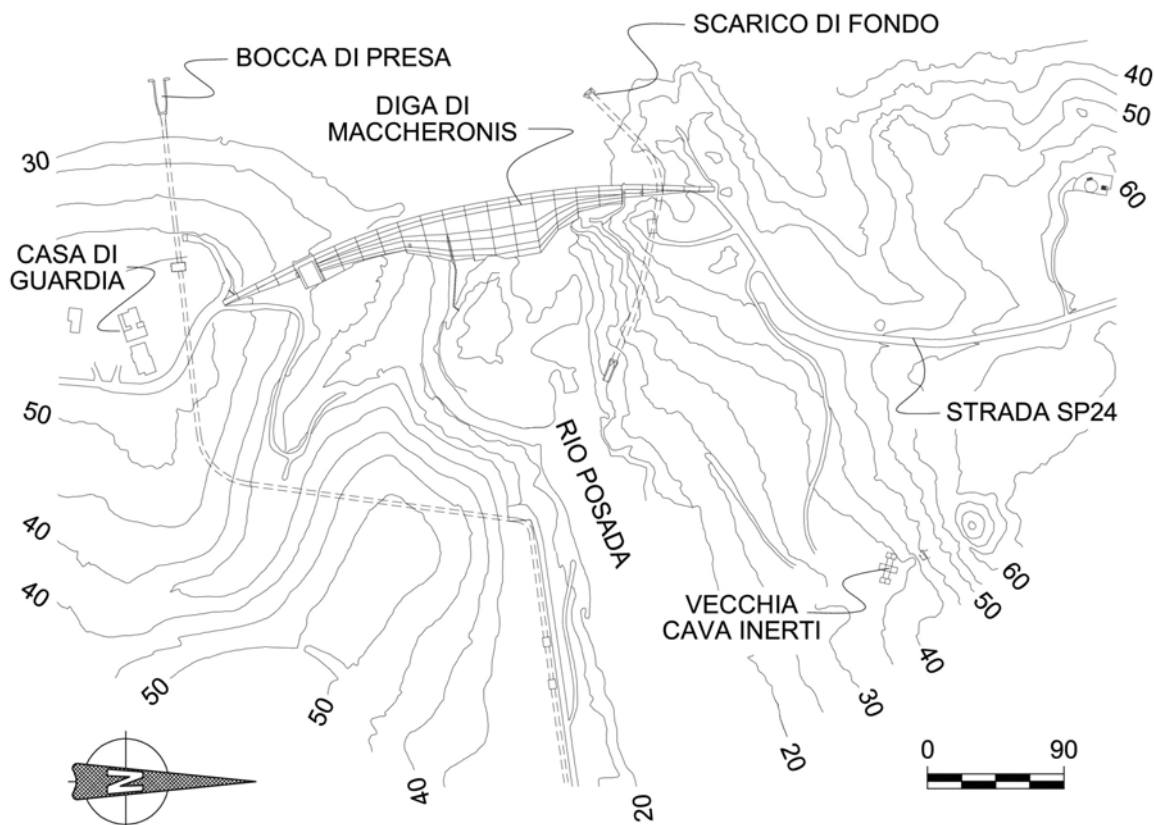 SCARICO DI FONDO
BOCCA DI PRESA
DIGA DI
MACCHERONIS
40
50
60
30
CASA DI
GUARDIA
50
STRADA SP24
RIO POSADA
40
40
VECCHIA
CAVA INERTI
60
50
40
50
50
30
20
40
20
0 90
N